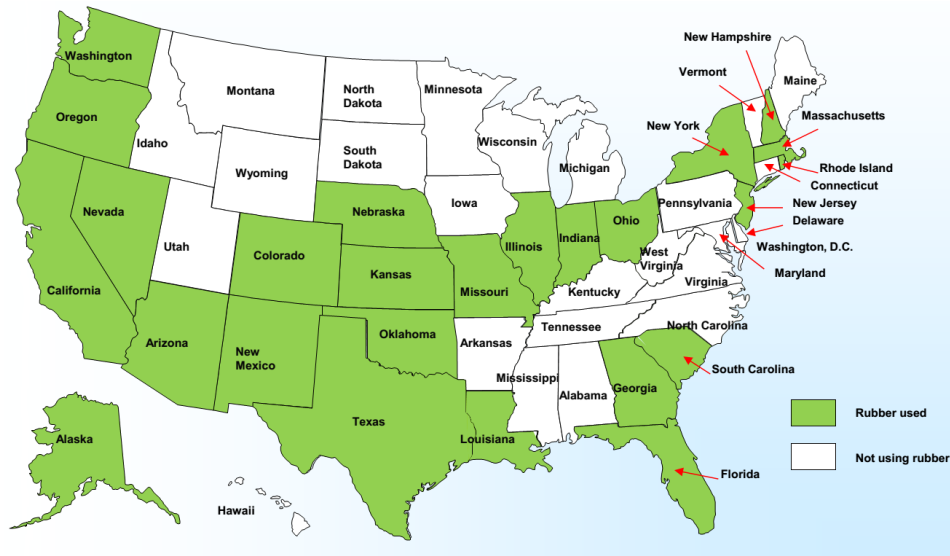 New Hampshire
Washington
Vermont
Maine
Montana
North
Dakota
Minnesota
Oregon
Massachusetts
New York
Idaho
Wisconsin
South
Dakota
Michigan
Rhode Island
Wyoming
Connecticut
Iowa
Pennsylvania
New Jersey
Nevada
Nebraska
Ohio
Delaware
Utah
Illinois
Indiana
Washington, D.C.
Colorado
West
Virginia
Kansas
Maryland
California
Missouri
Virginia
Kentucky
Arizona
Oklahoma
Tennessee
North Carolina
New
Mexico
Arkansas
South Carolina
Mississippi
Alabama
Georgia
Texas
Rubber used
Alaska
Louisiana
Not using rubber
Florida
Hawaii